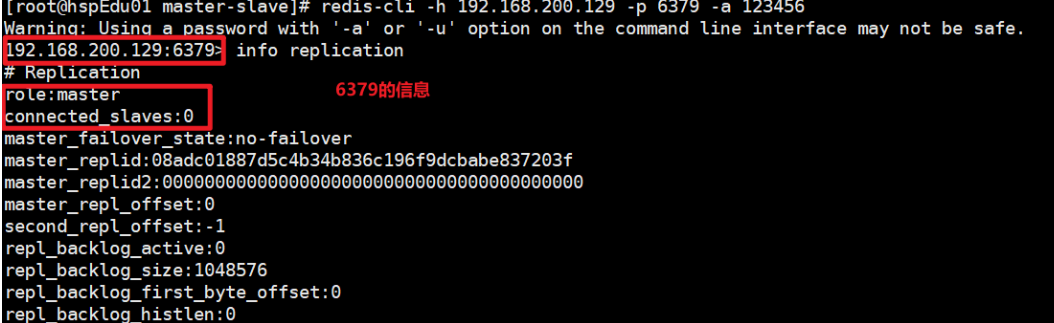 [root@hspEdu01 master-slave]# redis-cli -h 192.168.200.129 -p 6379 -a 123456
Warning: Using a password with '-a' or '-u' option on the command line interface may not be safe.
192.168.200.129:6379> info replication
# Replication
role:master
6379的信息
connected_slaves:0
master_failover_state:no-failover
master_replid:08adc01887d5c4b34b836c196f9dcbabe837203f
master_replid2:0000000000000000000000000000000000000000
master_repl_offset:0
second_repl_offset:-1
repl_backlog_active:0
repl_backlog_size:1048576
repl_backlog_first_byte_offset:0
repl_backlog_histlen:0